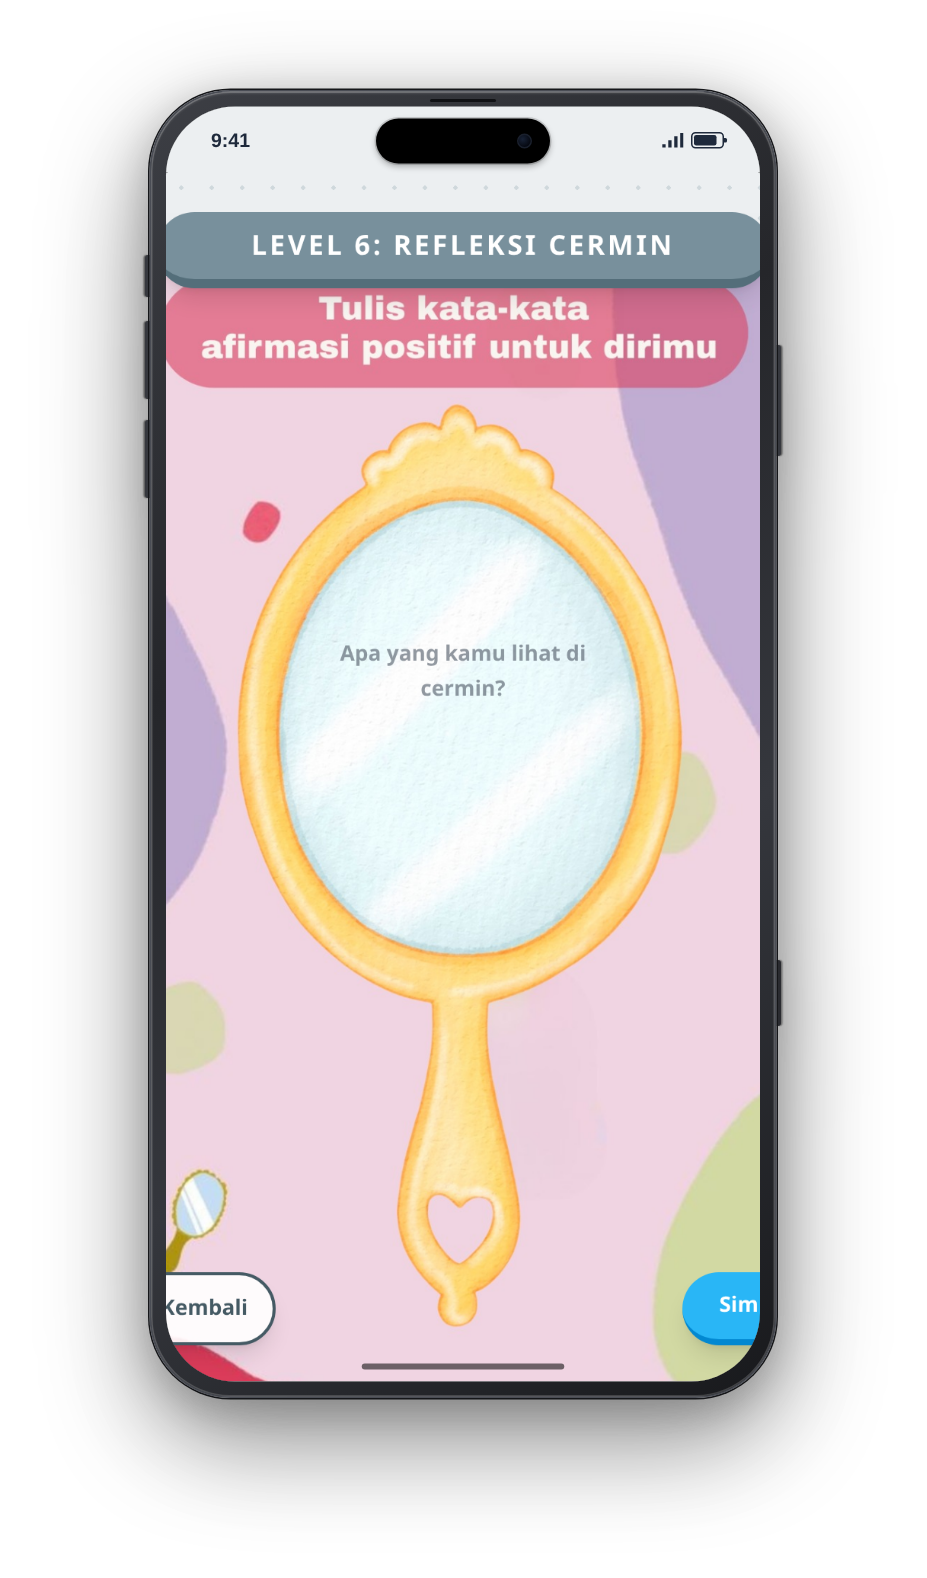 9:41
LEVEL 6: REFLEKSI CERMIN
Tulis kata-kata
afirmasi positif untuk dirimu
Apa yang kamu lihat di
cermin?
Kembali
Sim